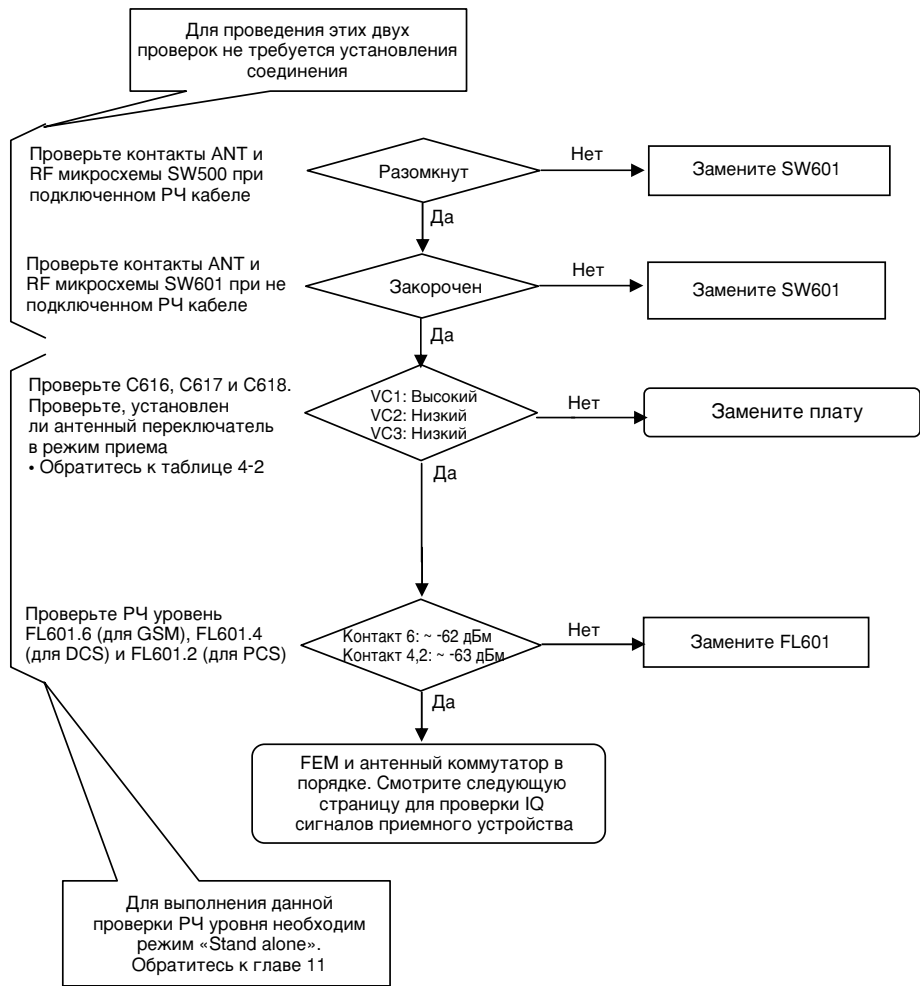 Для проведения этих двух
проверок не требуется установления
соединения
Проверьте контакты ANT и
RF микросхемы SW500 при
подключенном РЧ кабеле
Разомкнут
Нет
Замените SW601
Да
Проверьте контакты ANT и
RF микросхемы SW601 при не
подключенном РЧ кабеле
Закорочен
Нет
Замените SW601
Да
Проверьте C616, C617 и C618.
Проверьте, установлен
ли антенный переключатель
в режим приема
• Обратитесь к таблице 4-2
VC1: Высокий
VC2: Низкий
VC3: Низкий
Нет
Замените плату
Да
Проверьте РЧ уровень
FL601.6 (для GSM), FL601.4
(для DCS) и FL601.2 (для PCS)
Контакт 6: ~ -62 дБм
Контакт 4,2: ~ -63 дБм
Нет
Замените FL601
Да
FEM и антенный коммутатор в
порядке. Смотрите следующую
страницу для проверки IQ
сигналов приемного устройства
Для выполнения данной
проверки РЧ уровня необходим
режим «Stand alone».
Обратитесь к главе 11